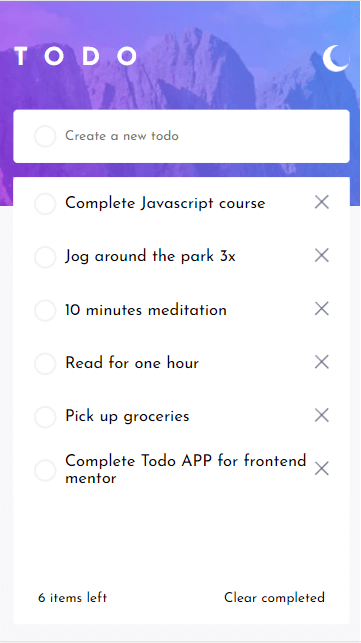 TODO
Create a new todo
Complete Javascript course
Jog around the park 3x
10 minutes meditation
Read for one hour
Pick up groceries
Complete Todo APP for frontend
mentor
6 items left
Clear completed